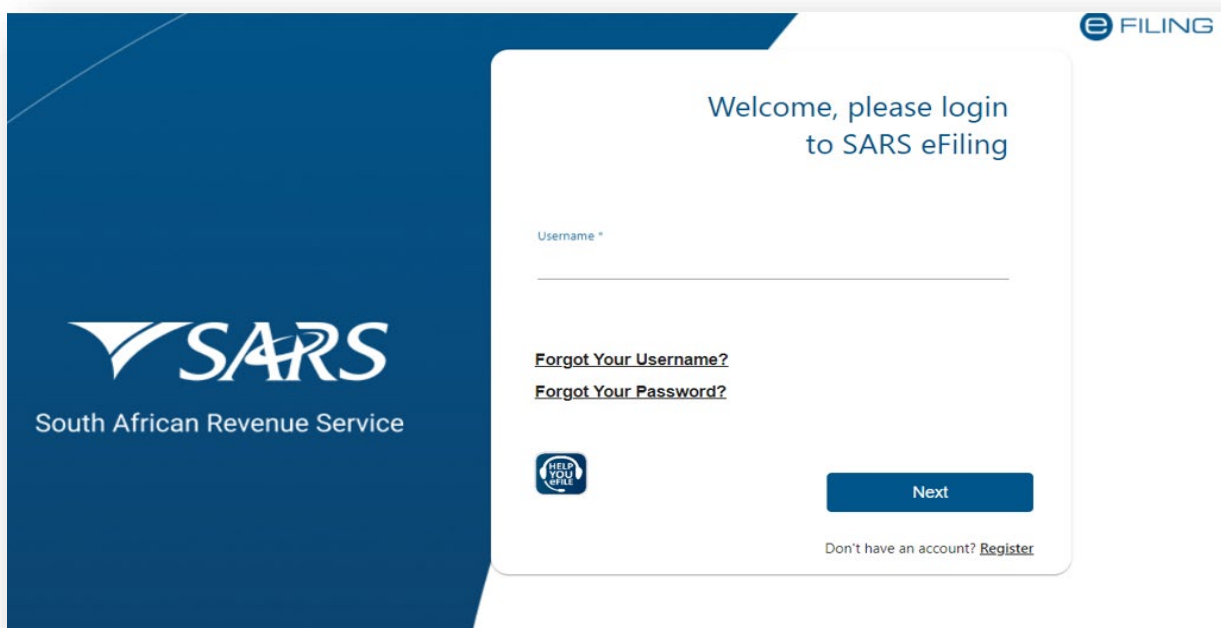 e FILING
Welcome, please login
to SARS eFiling
Username *
SARS
South African Revenue Service
Forgot Your Username?
Forgot Your Password?
HELP
YOU
eFILE
Next
Don't have an account? Register